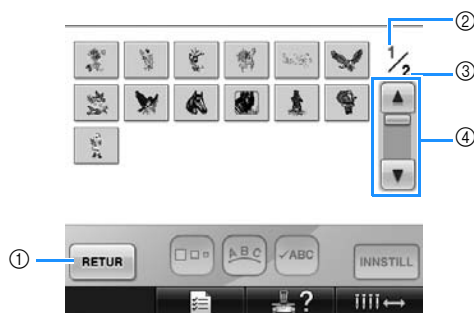 ②
1/2
③
④
①
RETUR
ABC
✓ABC
INNSTILL
?